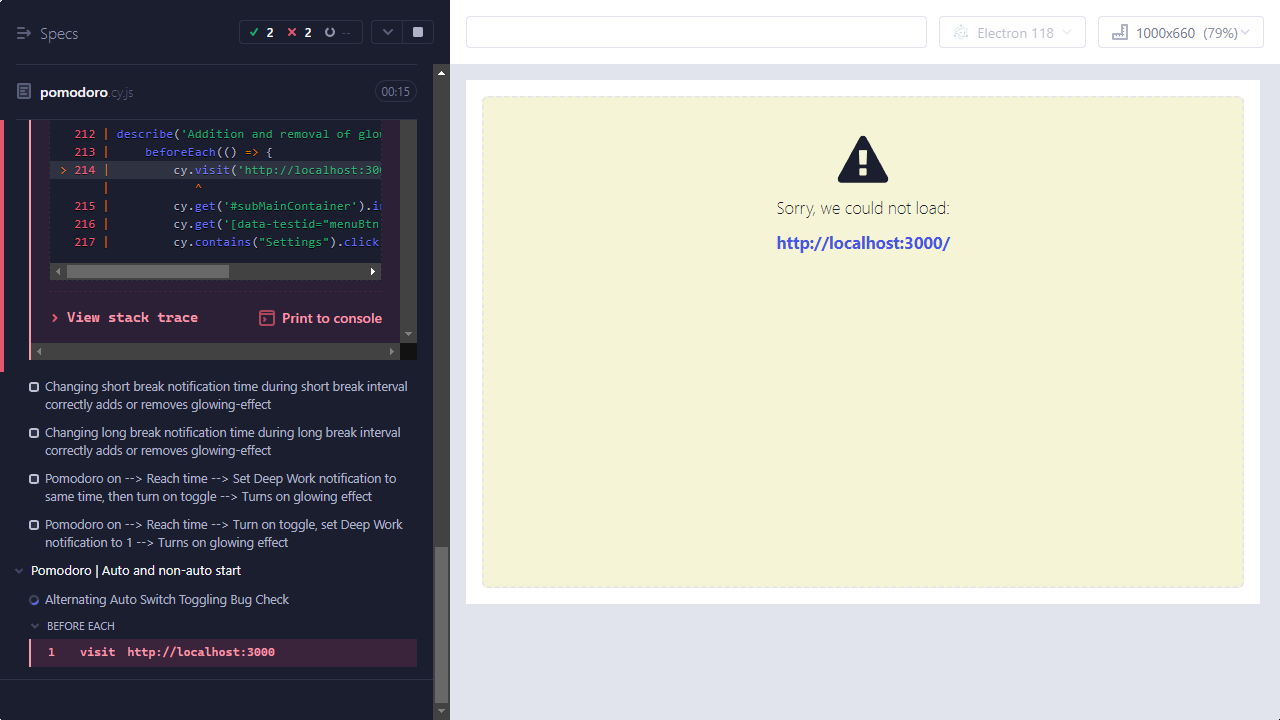 Specs
2 2 --
Electron 118
1000x660 (79%)
pomodoro.cy.js
00:15
212 | describe('Addition and removal of glow
213 | beforeEach(() => {
> 214 | cy.visit('http://localhost:300
| ^
215 | cy.get('#subMainContainer').in
216 | cy.get('[data-testid="menuBtn
217 | cy.contains("Settings").click
View stack trace
Print to console
Changing short break notification time during short break interval
correctly adds or removes glowing-effect
Changing long break notification time during long break interval
correctly adds or removes glowing-effect
Pomodoro on --> Reach time --> Set Deep Work notification to
same time, then turn on toggle --> Turns on glowing effect
Pomodoro on --> Reach time --> Turn on toggle, set Deep Work
notification to 1 --> Turns on glowing effect
Pomodoro | Auto and non-auto start
Alternating Auto Switch Toggling Bug Check
BEFORE EACH
1 visit http://localhost:3000
Sorry, we could not load:
http://localhost:3000/